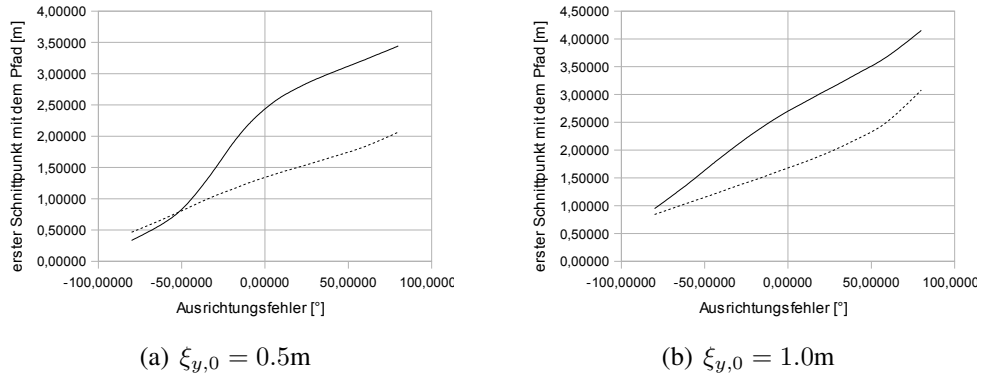 erster Schnittpunkt mit dem Pfad [m]
4,00000
3,50000
3,00000
2,50000
2,00000
1,50000
1,00000
0,50000
0,00000
-100,00000 -50,00000 0,00000 50,00000 100,0000
Ausrichtungsfehler [°]
(a) ξy,0 = 0.5m
erster Schnittpunkt mit dem Pfad [m]
4,50000
4,00000
3,50000
3,00000
2,50000
2,00000
1,50000
1,00000
0,50000
0,00000
-100,00000 -50,00000 0,00000 50,00000 100,0000
Ausrichtungsfehler [°]
(b) ξy,0 = 1.0m